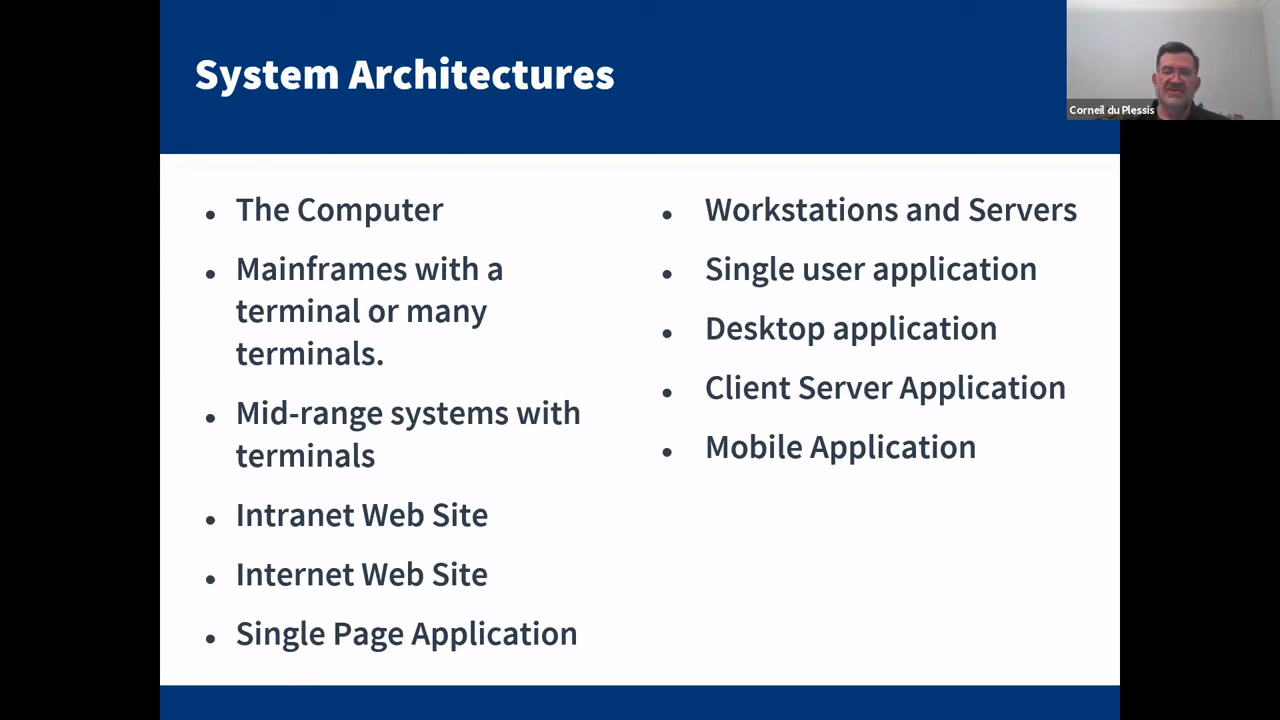 System Architectures
Corneil du Plessis
• The Computer
• Mainframes with a
terminal or many
terminals.
• Mid-range systems with
terminals
• Intranet Web Site
• Internet Web Site
• Single Page Application
• Workstations and Servers
• Single user application
• Desktop application
• Client Server Application
• Mobile Application